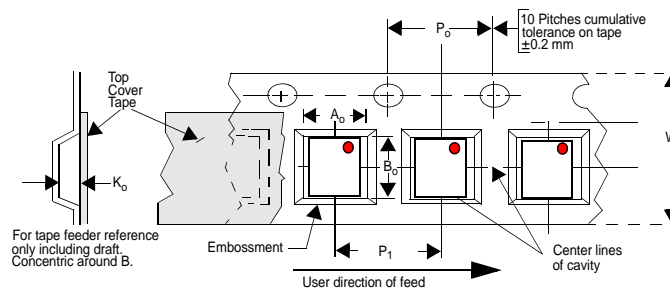 10 Pitches cumulative
tolerance on tape
±0.2 mm
Po
Top
Cover
Tape
Ao
W
Bo
Ko
For tape feeder reference
only including draft.
Concentric around B.
Embossment
P1
Center lines
of cavity
User direction of feed